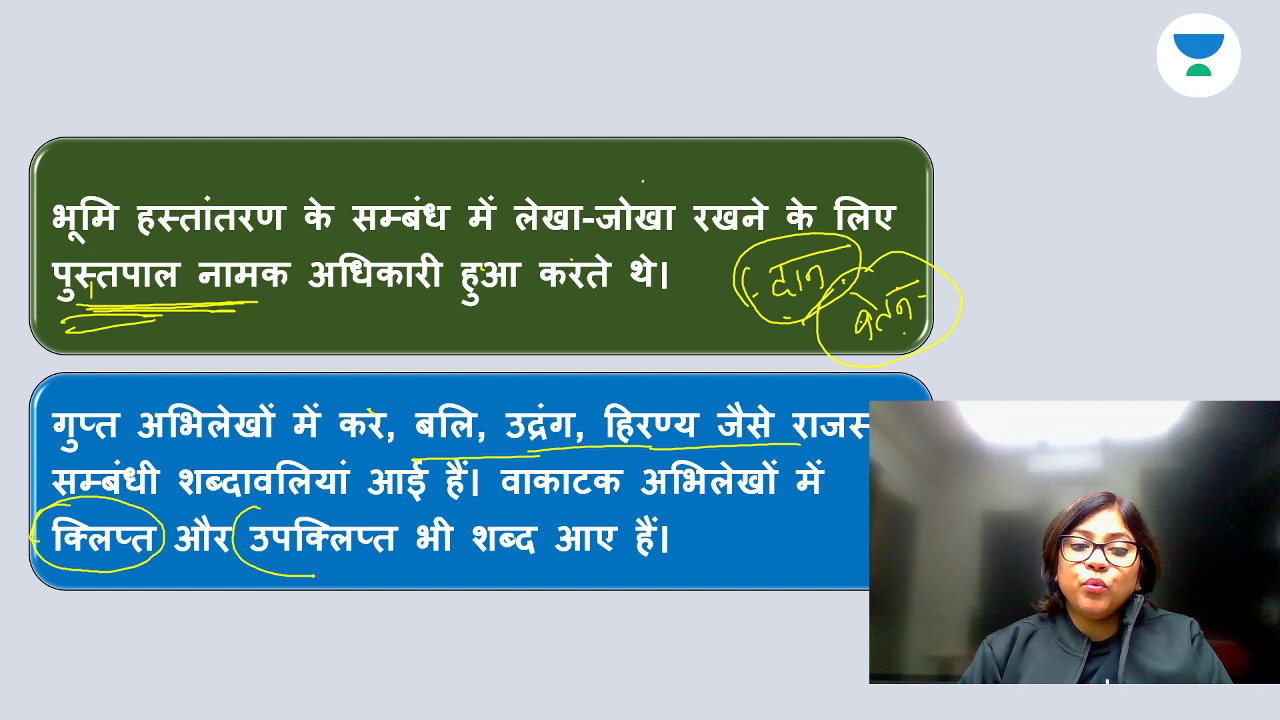 भूमि हस्तांतरण के सम्बंध में लेखा-जोखा रखने के लिए
पुस्तपाल नामक अधिकारी हुआ करते थे।
दान
वेतन
गुप्त अभिलेखों में कर, बलि, उद्रंग, हिरण्य जैसे
सम्बंधी शब्दावलियां आई हैं। वाकाटक अभिलेखों में
क्लिप्त और उपक्लिप्त भी शब्द आए हैं।